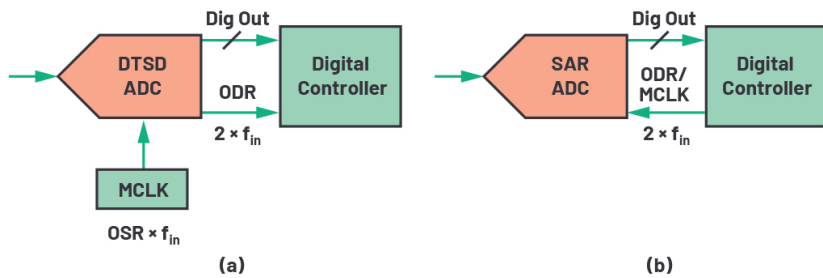 Dig Out
DTSD
ADC
ODR
2 × fin
Digital
Controller
MCLK
OSR × fin
(a)
Dig Out
SAR
ADC
ODR/
MCLK
2 × fin
Digital
Controller
(b)